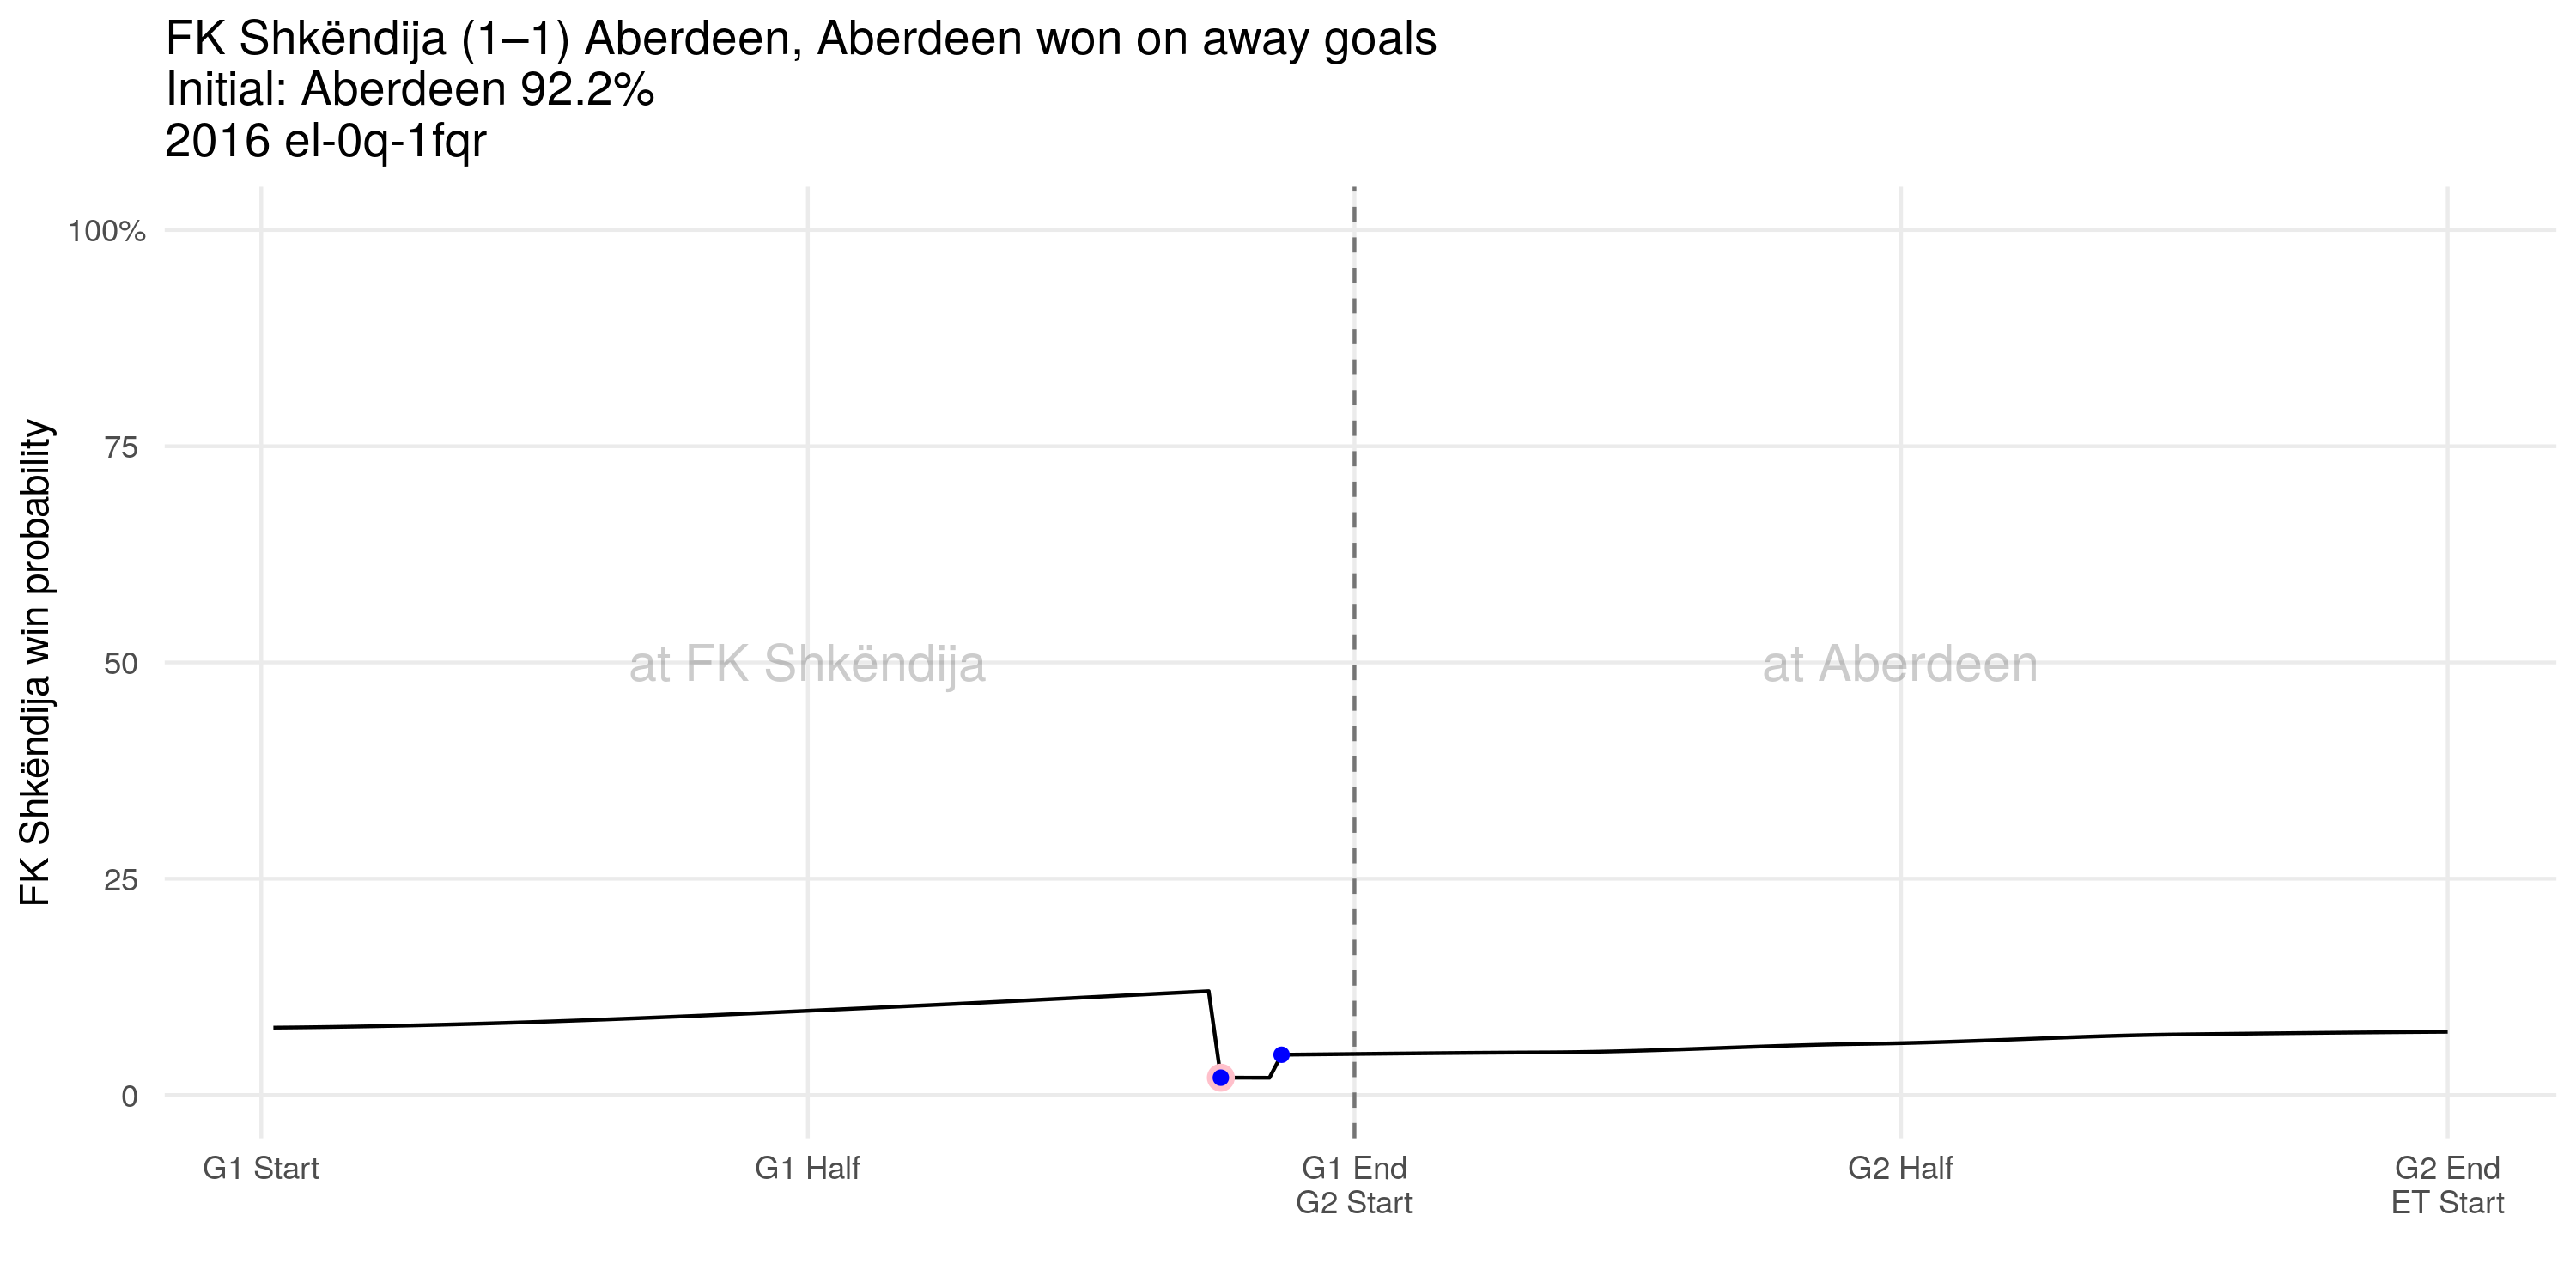 FK Shkëndija (1–1) Aberdeen, Aberdeen won on away goals
Initial: Aberdeen 92.2%
2016 el-0q-1fqr
FK Shkëndija win probability
100%
75
50
25
0
at FK Shkëndija
at Aberdeen
G1 Start
G1 Half
G1 End
G2 Start
G2 Half
G2 End
ET Start